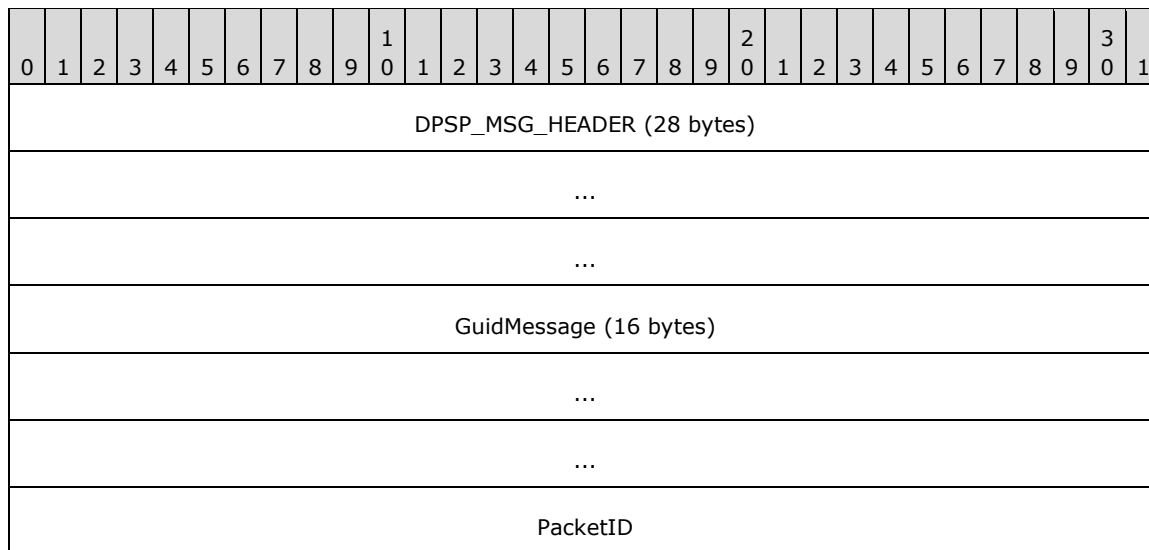 1 2 3
0 1 2 3 4 5 6 7 8 9 0 1 2 3 4 5 6 7 8 9 0 1 2 3 4 5 6 7 8 9 0 1
DPSP_MSG_HEADER (28 bytes)
...
...
GuidMessage (16 bytes)
...
...
PacketID